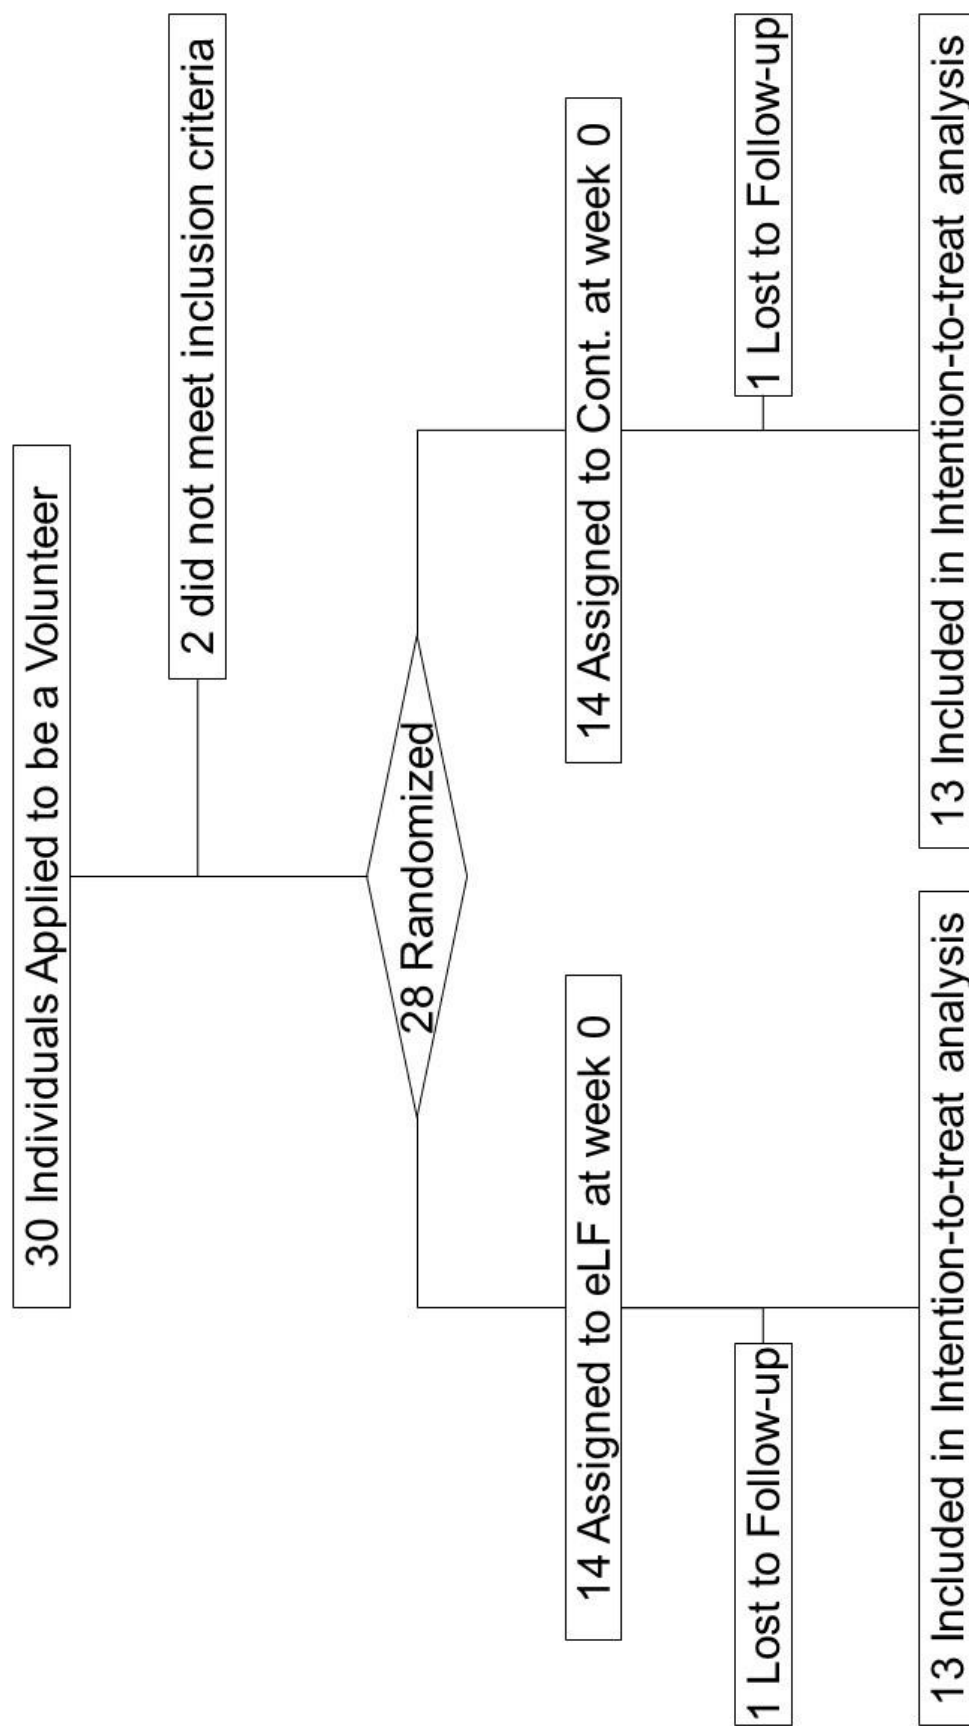 30 Individuals Applied to be a Volunteer
2 did not meet inclusion criteria
28 Randomized
14 Assigned to eLF at week 0
14 Assigned to Cont. at week 0
1 Lost to Follow-up
1 Lost to Follow-up
13 Included in Intention-to-treat analysis
13 Included in Intention-to-treat analysis